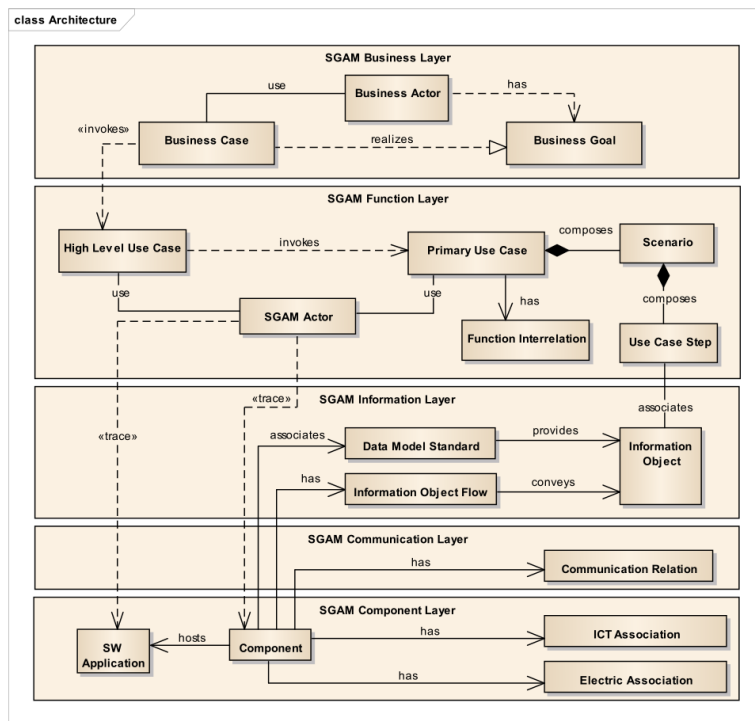 class Architecture
SGAM Business Layer
Business Actor
use
has
«invokes»
Business Case
realizes
Business Goal
SGAM Function Layer
High Level Use Case
invokes
Primary Use Case
composes
Scenario
use
SGAM Actor
use
has
composes
Function Interrelation
Use Case Step
«trace»
SGAM Information Layer
«trace»
associates
Data Model Standard
provides
associates
Information
Object
has
Information Object Flow
conveys
SGAM Communication Layer
has
Communication Relation
SGAM Component Layer
SW
Application
hosts
Component
has
ICT Association
has
Electric Association